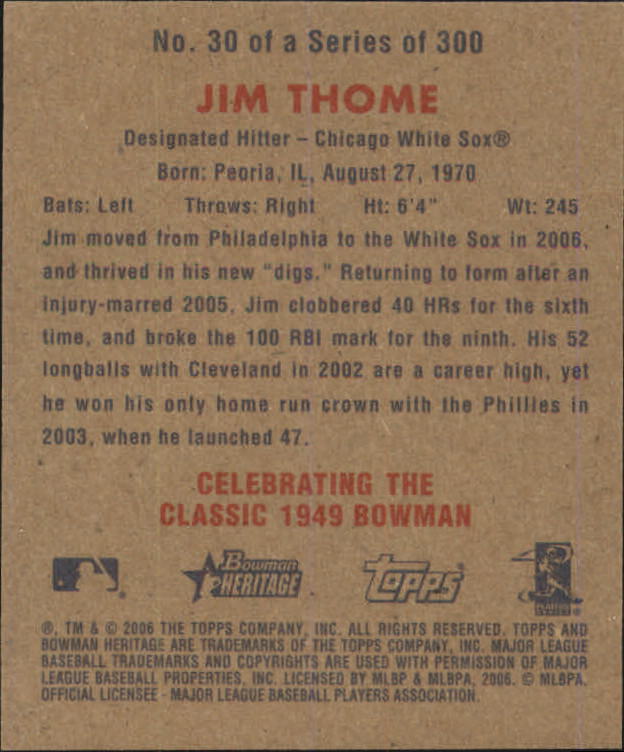 No. 30 of a Series of 300
JIM THOME
Designated Hitter – Chicago White Sox®
Born: Peoria, IL, August 27, 1970
Bats: Left Throws: Right Ht: 6'4" Wt: 245
Jim moved from Philadelphia to the White Sox in 2006,
and thrived in his new "digs." Returning to form after an
injury-marred 2005, Jim clobbered 40 HRs for the sixth
time, and broke the 100 RBI mark for the ninth. His 52
longballs with Cleveland in 2002 are a career high, yet
he won his only home run crown with the Phillies in
2003, when he launched 47.
CELEBRATING THE
CLASSIC 1949 BOWMAN
Bowman
HERITAGE
Topps
PLAYERS
®, TM & © 2006 THE TOPPS COMPANY, INC. ALL RIGHTS RESERVED. TOPPS AND
BOWMAN HERITAGE ARE TRADEMARKS OF THE TOPPS COMPANY, INC. MAJOR LEAGUE
BASEBALL TRADEMARKS AND COPYRIGHTS ARE USED WITH PERMISSION OF MAJOR
LEAGUE BASEBALL PROPERTIES, INC. LICENSED BY MLBP & MLBPA, 2006. © MLBPA.
OFFICIAL LICENSEE - MAJOR LEAGUE BASEBALL PLAYERS ASSOCIATION.